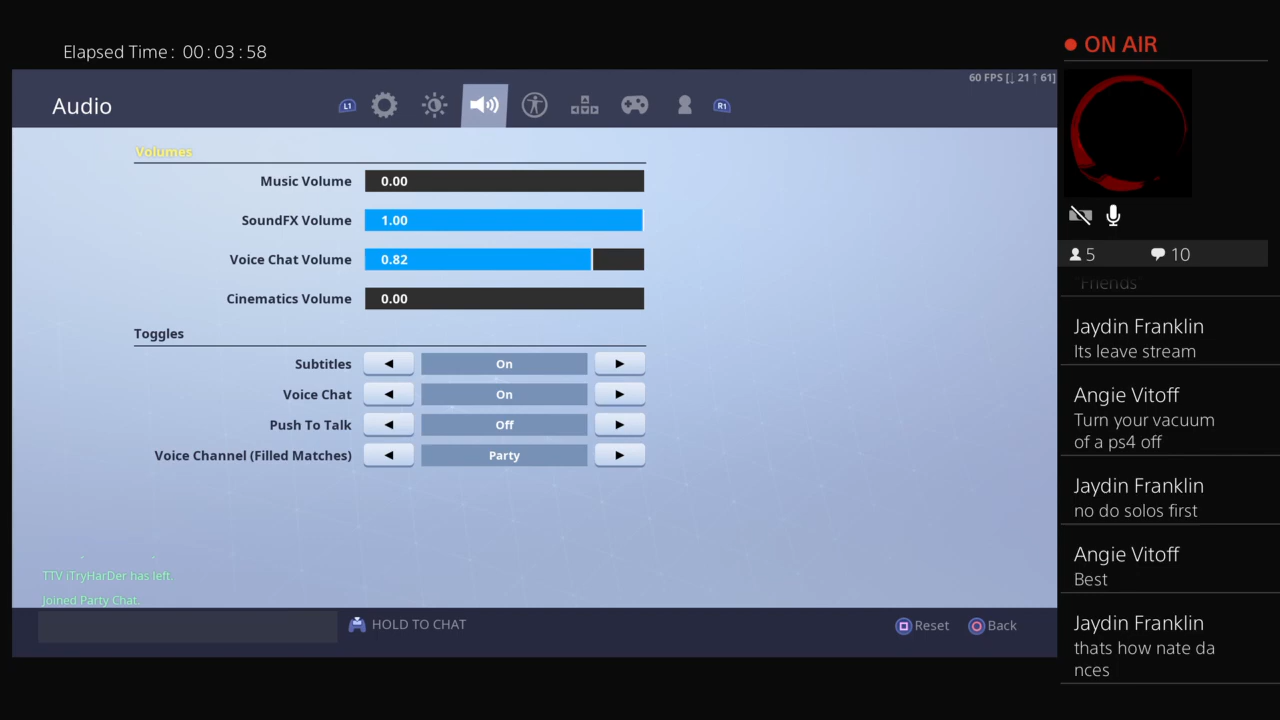 Elapsed Time: 00:03:58
ON AIR
60 FPS [↓ 21 ↑ 61]
Audio
L1
R1
Volumes
Music Volume 0.00
SoundFX Volume 1.00
Voice Chat Volume 0.82
Cinematics Volume 0.00
Toggles
Subtitles On
Voice Chat On
Push To Talk Off
Voice Channel (Filled Matches) Party
TTV iTryHarDer has left.
Joined Party Chat.
HOLD TO CHAT
Reset
Back
5
10
"Friends"
Jaydin Franklin
Its leave stream
Angie Vitoff
Turn your vacuum
of a ps4 off
Jaydin Franklin
no do solos first
Angie Vitoff
Best
Jaydin Franklin
thats how nate da
nces